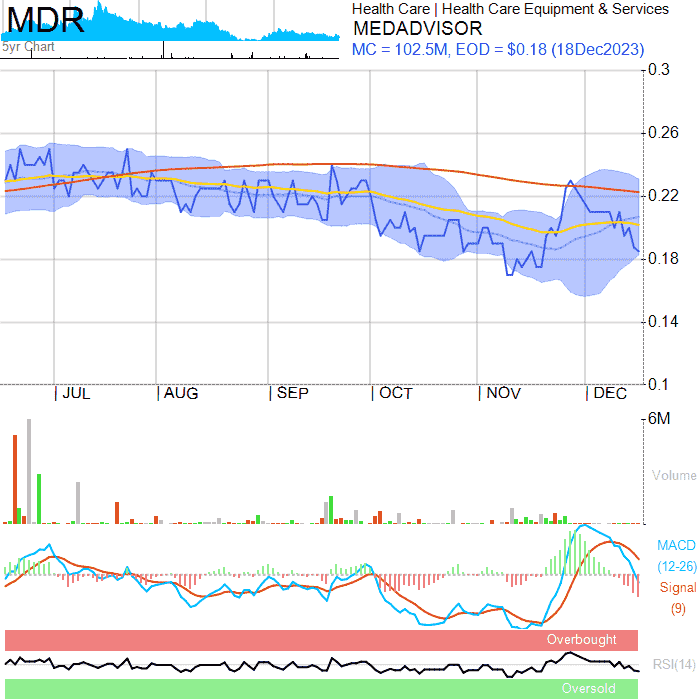 MDR
5yr Chart
Health Care | Health Care Equipment & Services
MEDADVISOR
MC = 102.5M, EOD = $0.18 (18Dec2023)
0.3
0.26
0.22
0.18
0.14
0.1
JUL
AUG
SEP
OCT
NOV
DEC
6M
Volume
MACD
(12-26)
Signal
(9)
Overbought
RSI(14)
Oversold